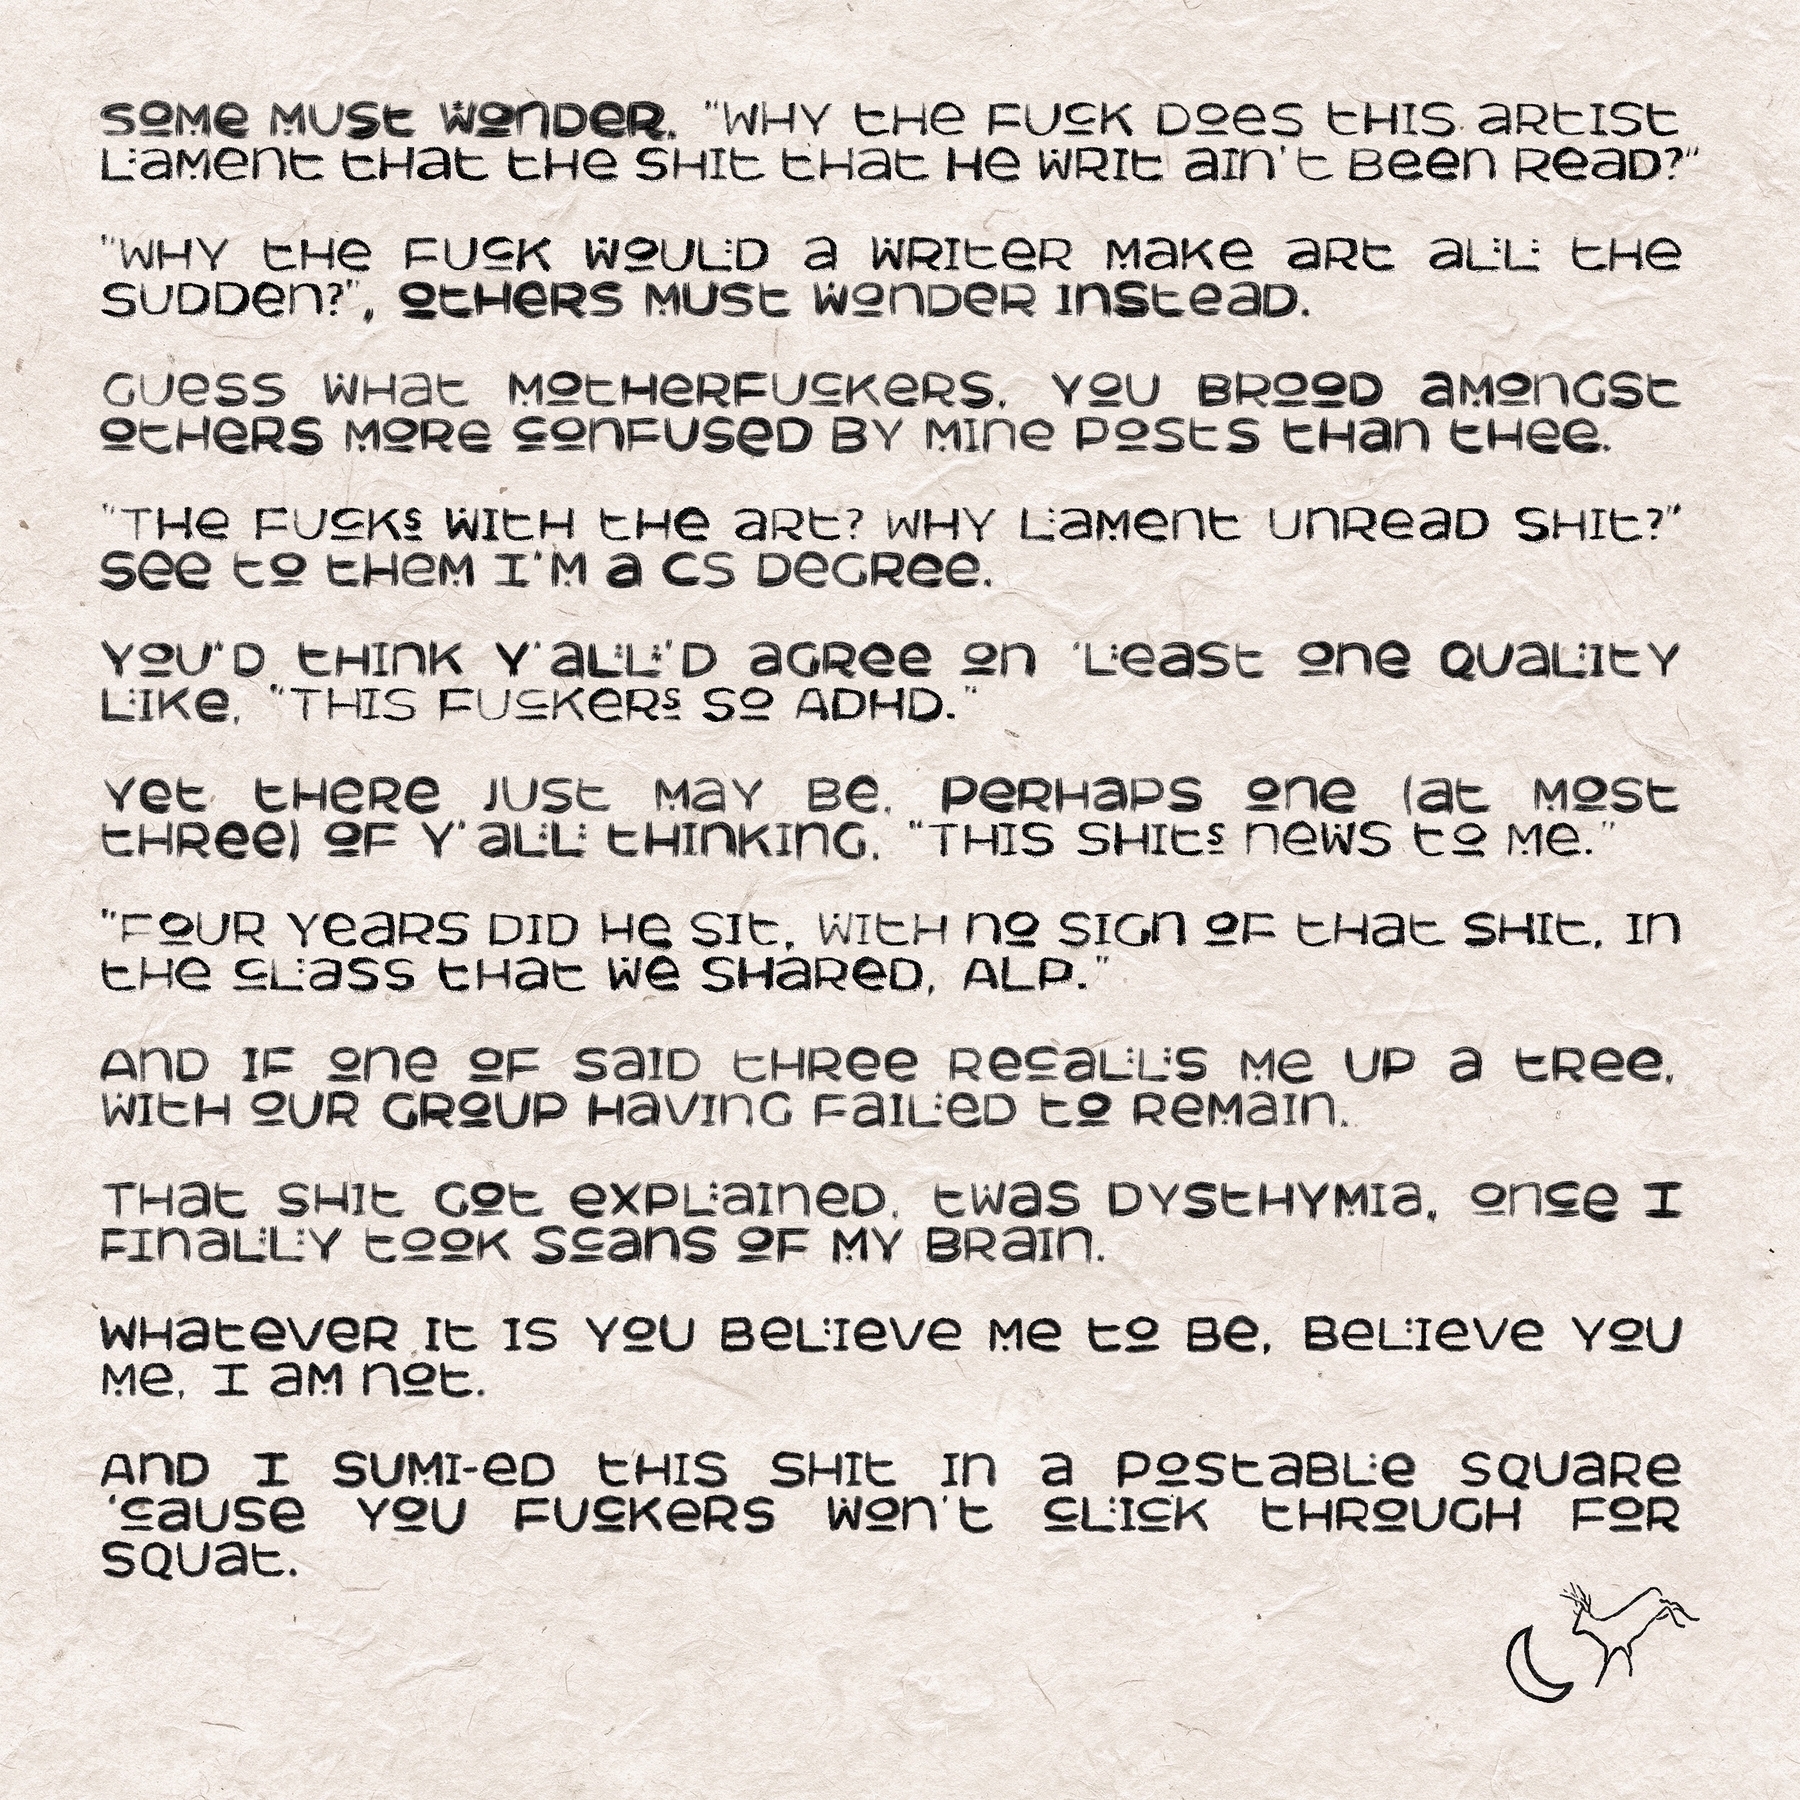 Some must wonder, "Why the fuck does this artist
lament that the shit that he writ ain't been read?"
"Why the fuck would a writer make art all the
sudden?", others must wonder instead.
Guess what motherfuckers, you brood amongst
others more confused by mine posts than thee.
"The fucks with the art? Why lament unread shit?"
See to them I'm a CS degree.
You'd think y'all'd agree on 'least one quality
like, "This fuckers so ADHD."
Yet there just may be, perhaps one (at most
three) of y'all thinking, "This shits news to me."
"Four years did he sit, with no sign of that shit, in
the class that we shared, ALP."
And if one of said three recalls me up a tree,
with our group having failed to remain.
That shit got explained, twas dysthymia, once I
finally took scans of my brain.
Whatever it is you believe me to be, believe you
me, I am not.
And I sumi-ed this shit in a postable square
'cause you fuckers won't click through for
squat.